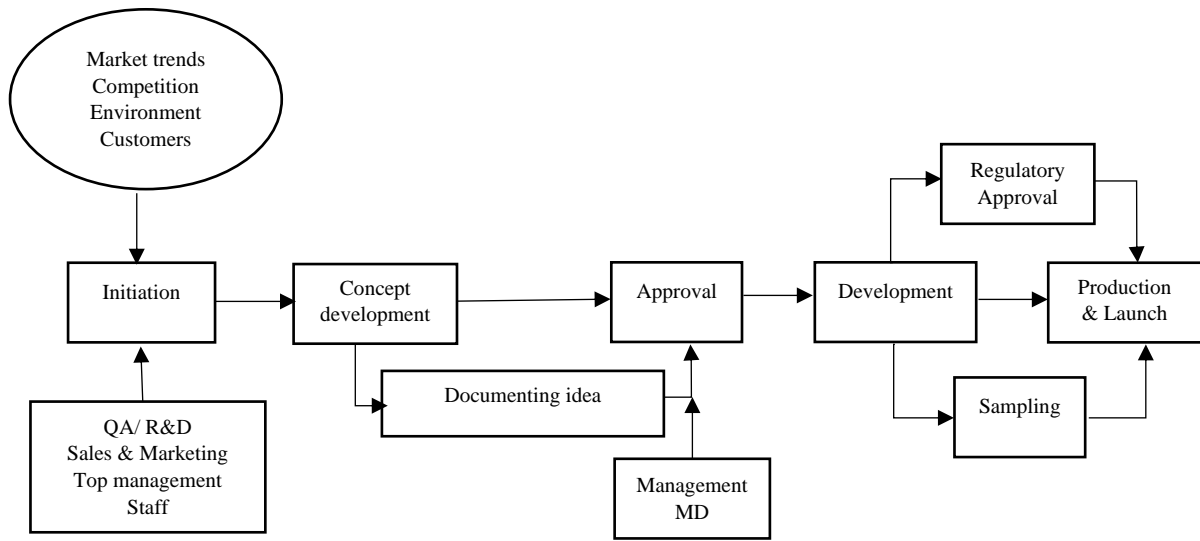 Market trends
Competition
Environment
Customers
Regulatory
Approval
Initiation
Concept
development
Approval
Development
Production
& Launch
Documenting idea
Sampling
QA/ R&D
Sales & Marketing
Top management
Staff
Management
MD